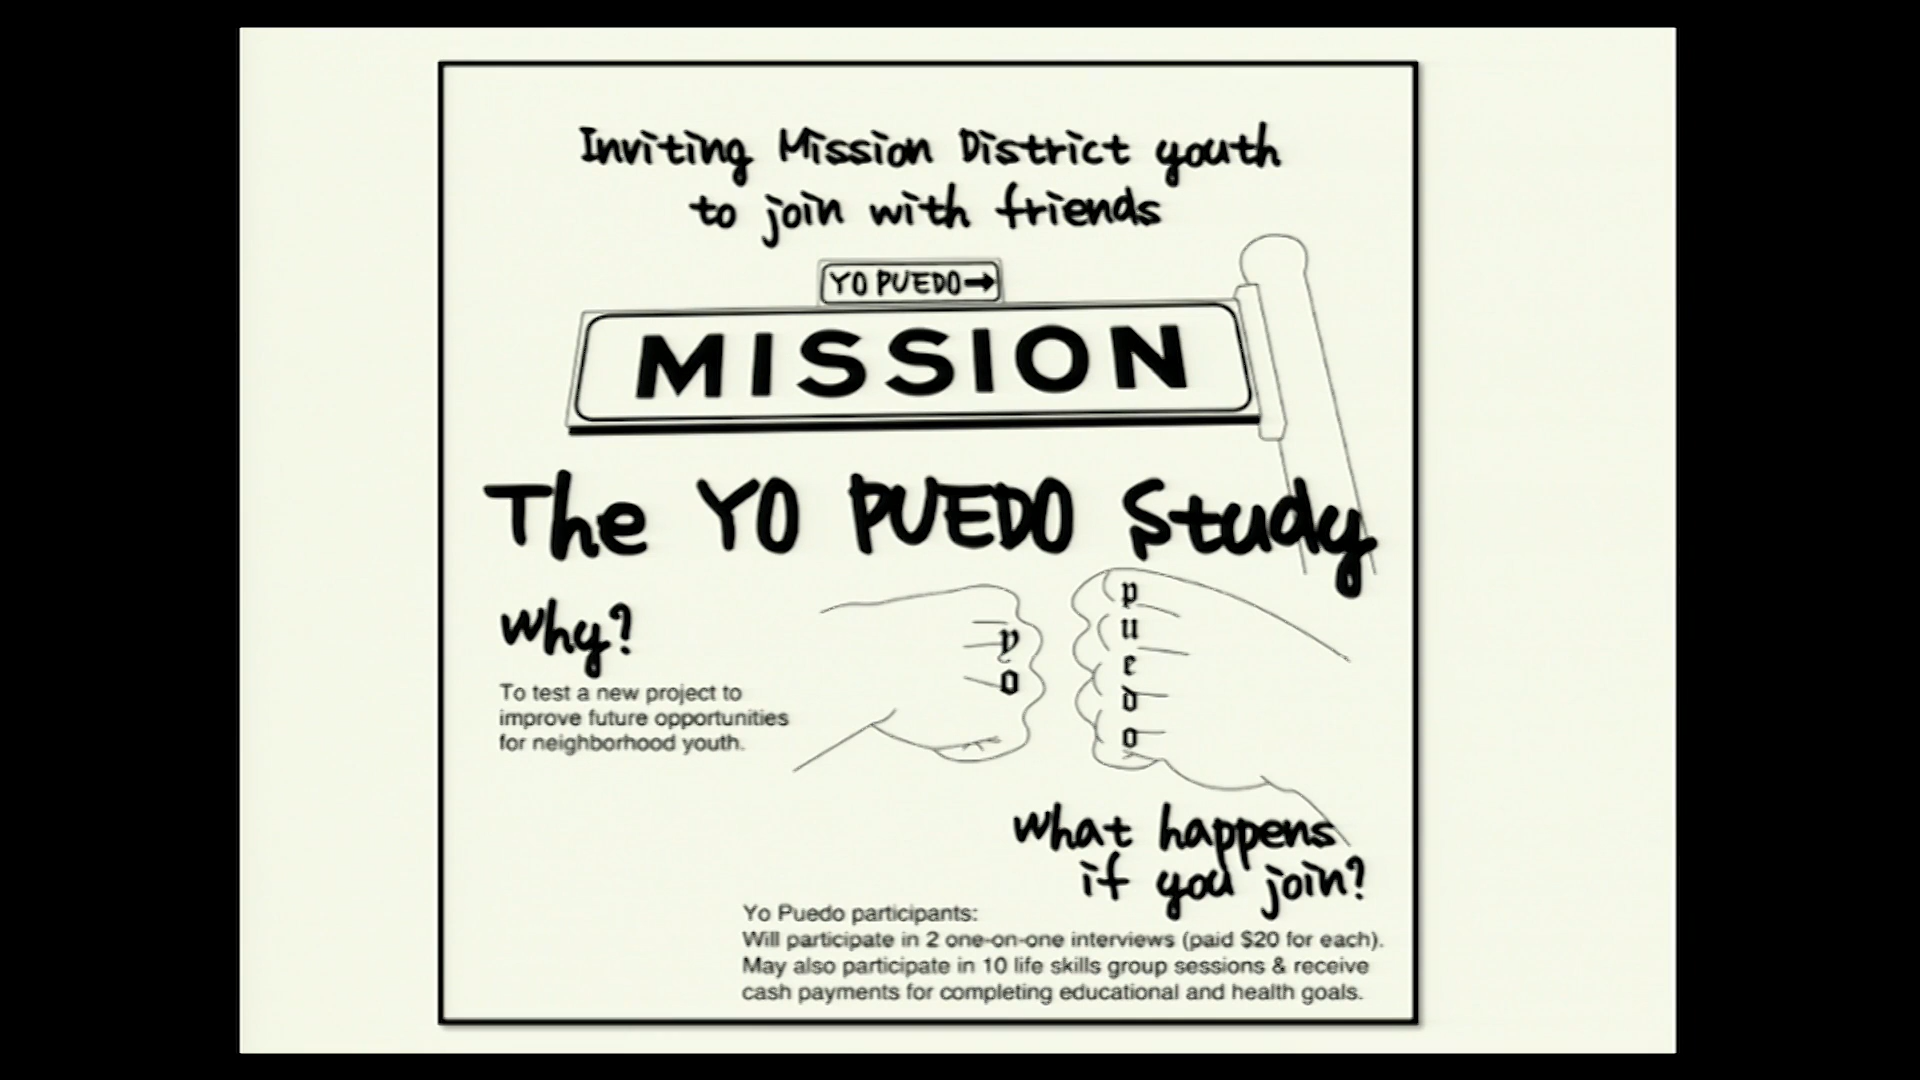 Inviting Mission District youth
to join with friends
YO PUEDO→
MISSION
The YO PUEDO Study
Why?
To test a new project to
improve future opportunities
for neighborhood youth.
yo
puedo
What happens
if you join?
Yo Puedo participants:
Will participate in 2 one-on-one interviews (paid $20 for each).
May also participate in 10 life skills group sessions & receive
cash payments for completing educational and health goals.